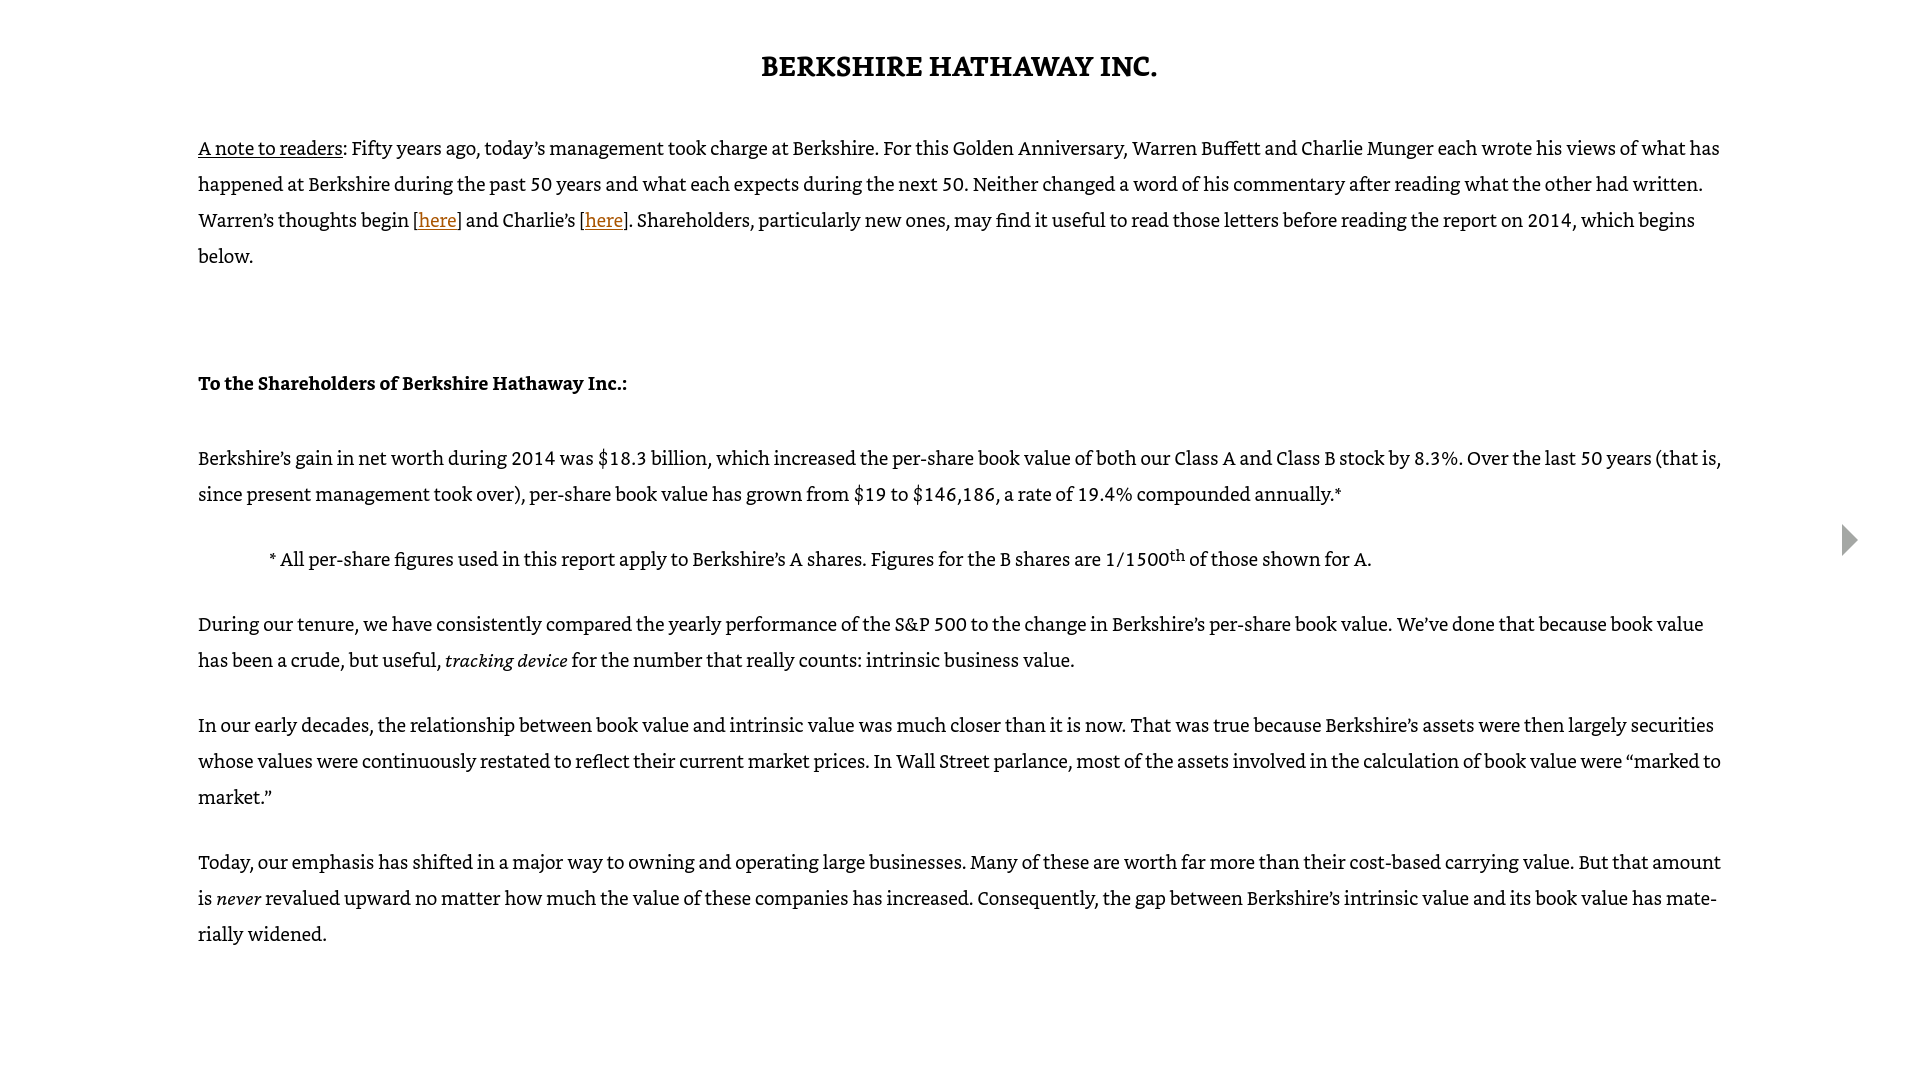 BERKSHIRE HATHAWAY INC.
A note to readers: Fifty years ago, today’s management took charge at Berkshire. For this Golden Anniversary, Warren Buffett and Charlie Munger each wrote his views of what has
happened at Berkshire during the past 50 years and what each expects during the next 50. Neither changed a word of his commentary after reading what the other had written.
Warren’s thoughts begin [here] and Charlie’s [here]. Shareholders, particularly new ones, may find it useful to read those letters before reading the report on 2014, which begins
below.
To the Shareholders of Berkshire Hathaway Inc.:
Berkshire’s gain in net worth during 2014 was $18.3 billion, which increased the per-share book value of both our Class A and Class B stock by 8.3%. Over the last 50 years (that is,
since present management took over), per-share book value has grown from $19 to $146,186, a rate of 19.4% compounded annually.*
* All per-share figures used in this report apply to Berkshire’s A shares. Figures for the B shares are 1/1500th of those shown for A.
During our tenure, we have consistently compared the yearly performance of the S&P 500 to the change in Berkshire’s per-share book value. We’ve done that because book value
has been a crude, but useful, tracking device for the number that really counts: intrinsic business value.
In our early decades, the relationship between book value and intrinsic value was much closer than it is now. That was true because Berkshire’s assets were then largely securities
whose values were continuously restated to reflect their current market prices. In Wall Street parlance, most of the assets involved in the calculation of book value were “marked to
market.”
Today, our emphasis has shifted in a major way to owning and operating large businesses. Many of these are worth far more than their cost-based carrying value. But that amount
is never revalued upward no matter how much the value of these companies has increased. Consequently, the gap between Berkshire’s intrinsic value and its book value has mate-
rially widened.